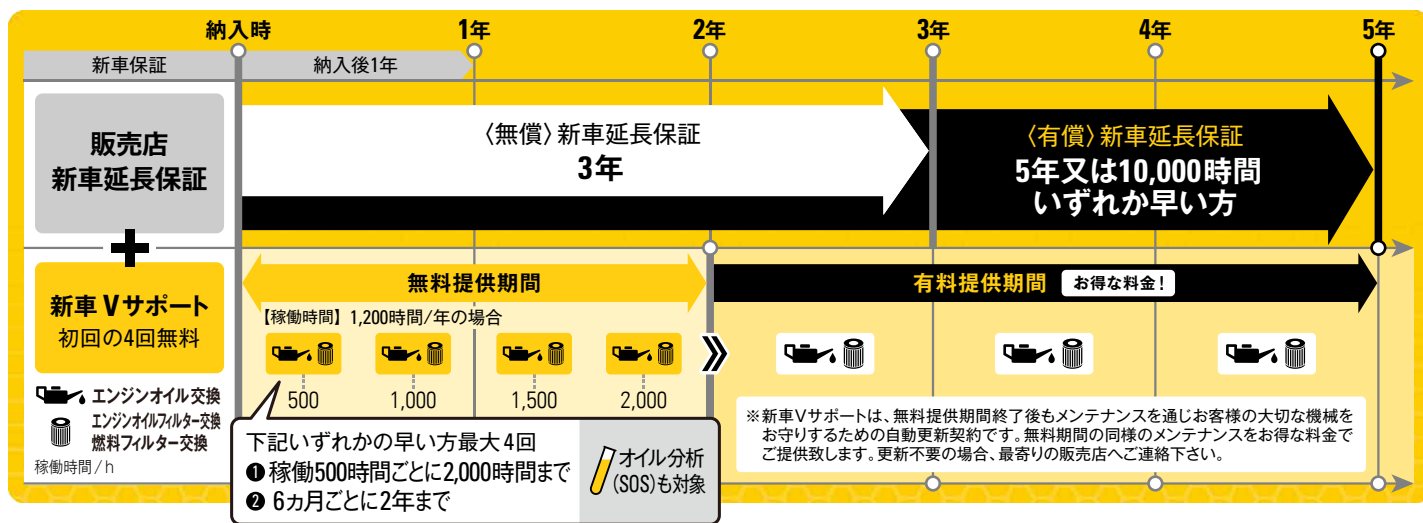 納入時
1年
2年
3年
4年
5年
新車保証
納入後1年
販売店
新車延長保証
〈無償〉新車延長保証
3年
〈有償〉新車延長保証
5年又は10,000時間
いずれか早い方
新車Vサポート
初回の4回無料
無料提供期間
有料提供期間
お得な料金!
【稼働時間】1,200時間/年の場合
500
1,000
1,500
2,000
エンジンオイル交換
エンジンオイルフィルター交換
燃料フィルター交換
稼働時間/h
下記いずれかの早い方最大4回
❶ 稼働500時間ごとに2,000時間まで
❷ 6ヵ月ごとに2年まで
オイル分析
(SOS)も対象
※新車Vサポートは、無料提供期間終了後もメンテナンスを通じお客様の大切な機械を
お守りするための自動更新契約です。無料期間の同様のメンテナンスをお得な料金で
ご提供致します。更新不要の場合、最寄りの販売店へご連絡下さい。